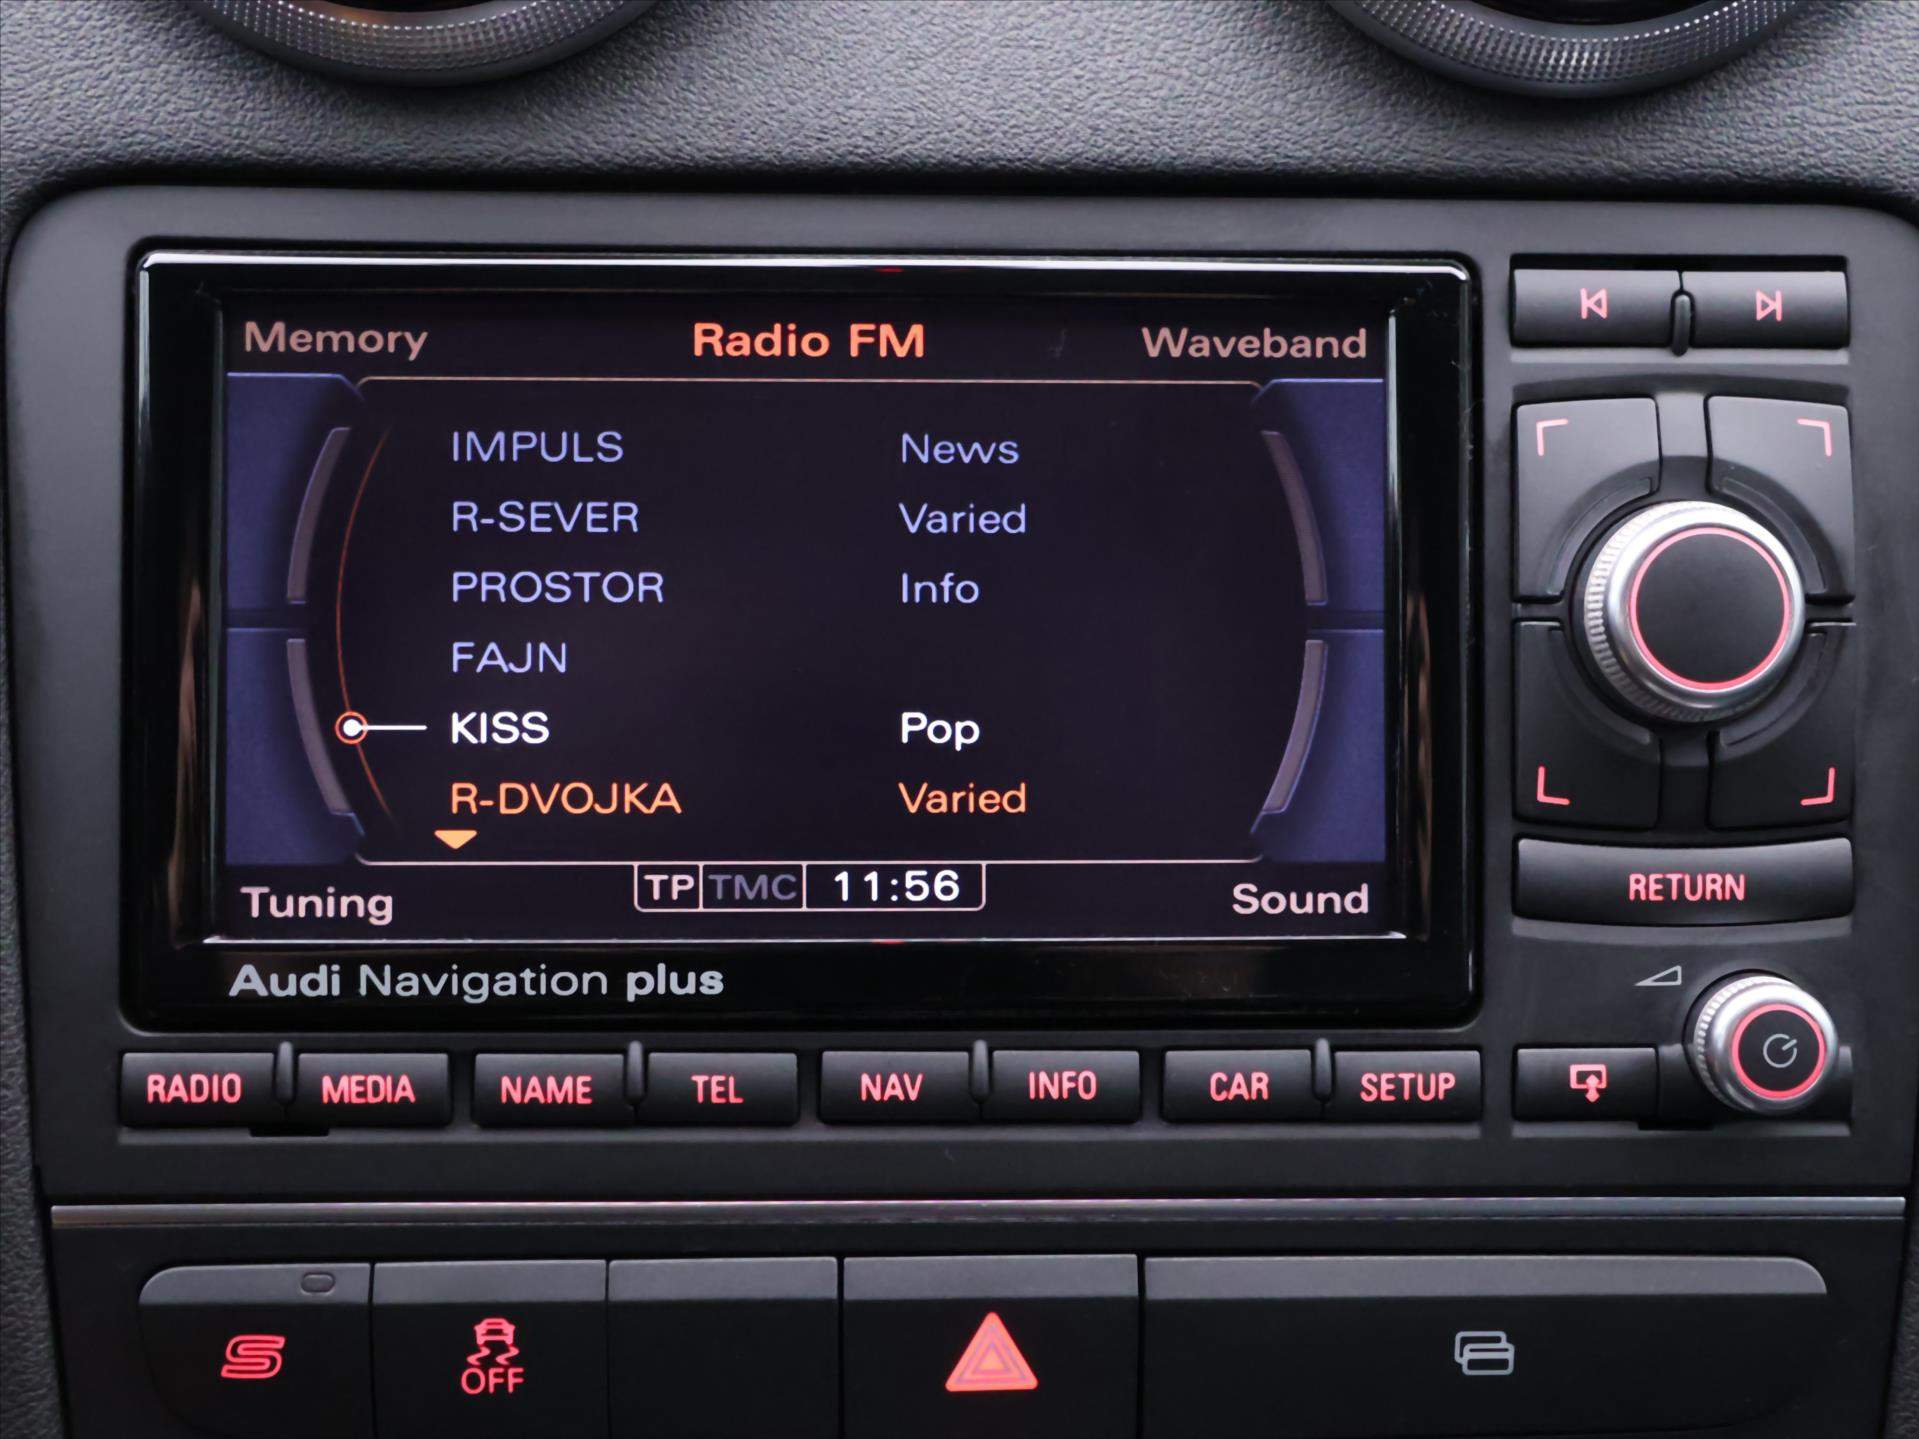 Memory Radio FM Waveband
IMPULS News
R-SEVER Varied
PROSTOR Info
FAJN
KISS Pop
R-DVOJKA Varied
Tuning TP TMC 11:56 Sound
RETURN
Audi Navigation plus
RADIO MEDIA NAME TEL NAV INFO CAR SETUP
S
OFF